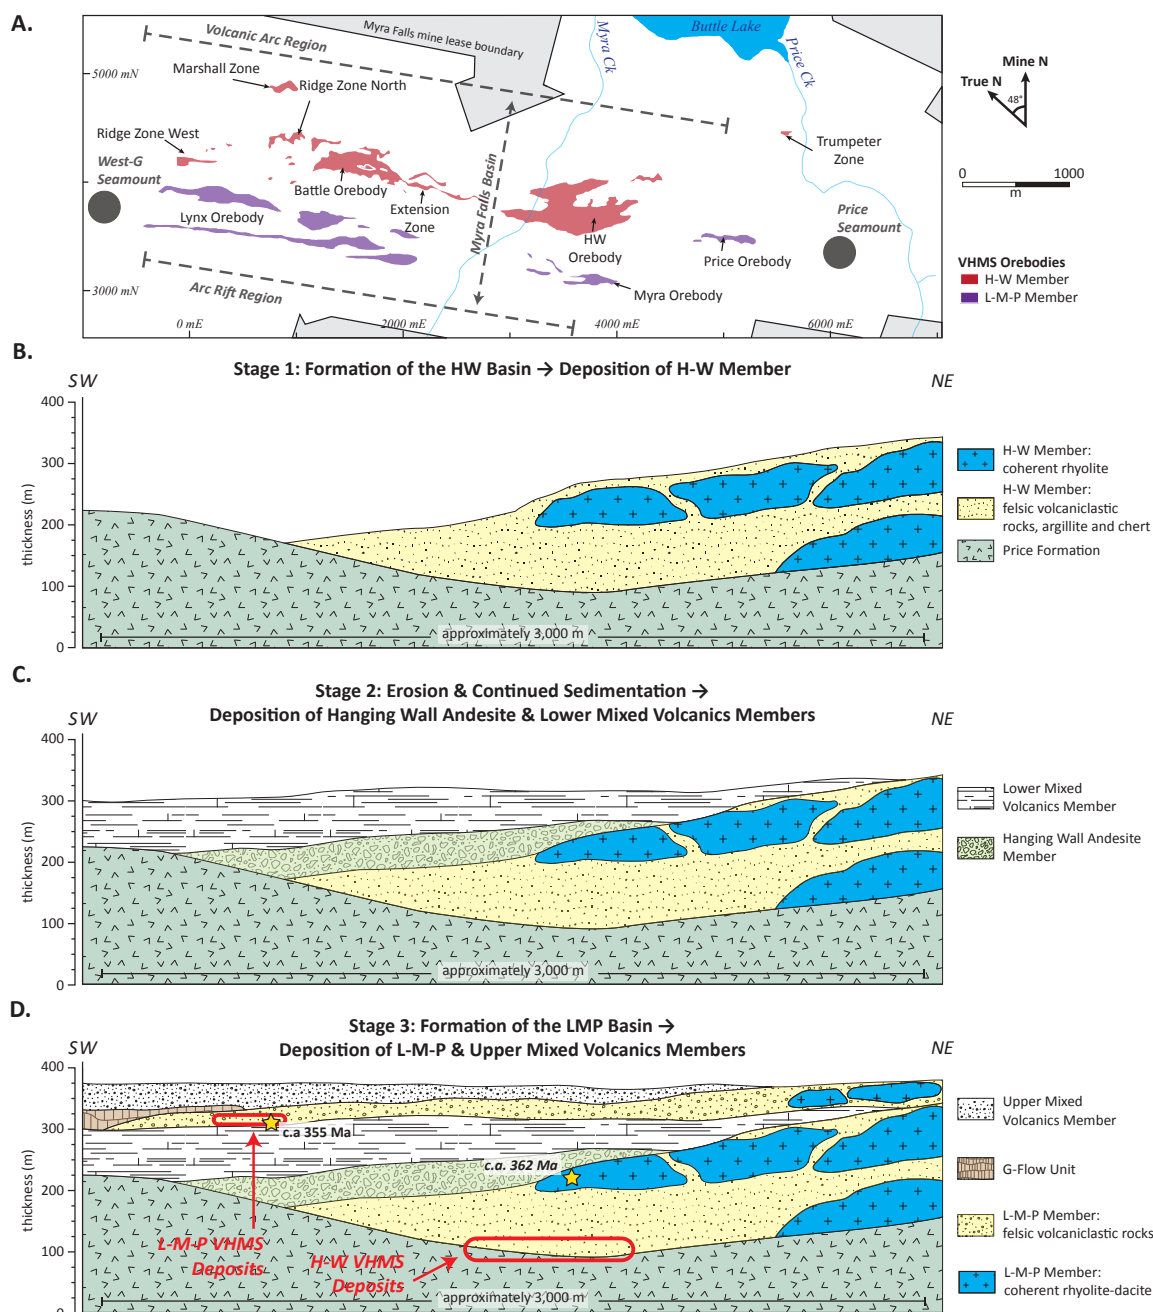 A.
Volcanic Arc Region
Myra Falls mine lease boundary
Myra Ck
Buttle Lake
Price Ck
5000 mN
Marshall Zone
Ridge Zone North
Ridge Zone West
West-G
Seamount
Battle Orebody
Lynx Orebody
Extension
Zone
Myra Falls Basin
HW
Orebody
Price Orebody
Myra Orebody
Trumpeter
Zone
Price
Seamount
3000 mN
Arc Rift Region
0 mE
2000 mE
4000 mE
6000 mE
Mine N
True N
48°
0
1000
m
VHMS Orebodies
H-W Member
L-M-P Member
B.
Stage 1: Formation of the HW Basin → Deposition of H-W Member
SW
NE
400
300
200
100
0
thickness (m)
approximately 3,000 m
H-W Member:
coherent rhyolite
H-W Member:
felsic volcaniclastic
rocks, argillite and chert
Price Formation
C.
Stage 2: Erosion & Continued Sedimentation →
Deposition of Hanging Wall Andesite & Lower Mixed Volcanics Members
SW
NE
400
300
200
100
0
thickness (m)
approximately 3,000 m
Lower Mixed
Volcanics Member
Hanging Wall Andesite
Member
D.
Stage 3: Formation of the LMP Basin →
Deposition of L-M-P & Upper Mixed Volcanics Members
SW
NE
400
300
200
100
0
thickness (m)
c.a 355 Ma
c.a. 362 Ma
L-M-P VHMS
Deposits
H-W VHMS
Deposits
approximately 3,000 m
Upper Mixed
Volcanics Member
G-Flow Unit
L-M-P Member:
felsic volcaniclastic rocks
L-M-P Member:
coherent rhyolite-dacite